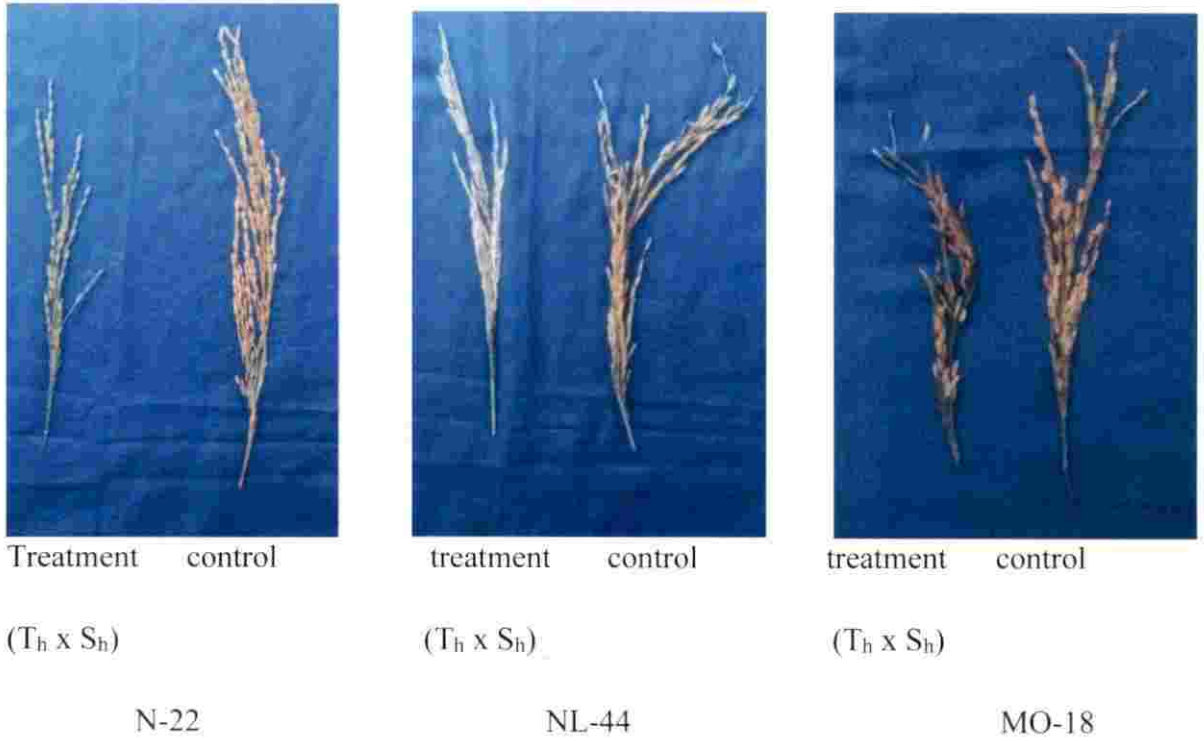 Treatment control treatment control treatment control
(Tₕ x Sₕ) (Tₕ x Sₕ) (Tₕ x Sₕ)
N-22 NL-44 MO-18